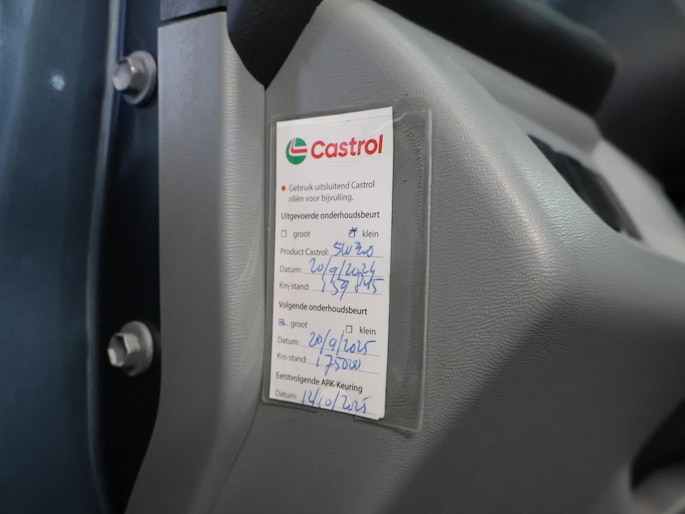 Castrol
Gebruik uitsluitend Castrol
oliën voor bijvulling.
Uitgevoerde onderhoudsbeurt
groot klein
Product Castrol: 5W30
Datum: 20/9/2024
Km-stand: 159 845
Volgende onderhoudsbeurt
groot klein
Datum: 20/9/2025
Km-stand: 175000
Eerstvolgende APK-Keuring
Datum: 14/10/2025